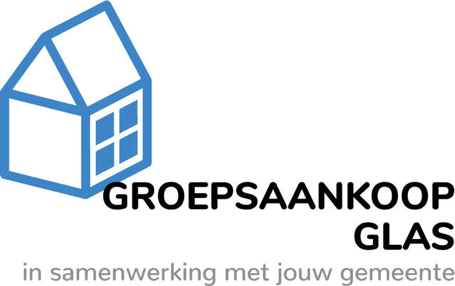 GROEPSAANKOOP
GLAS
in samenwerking met jouw gemeente